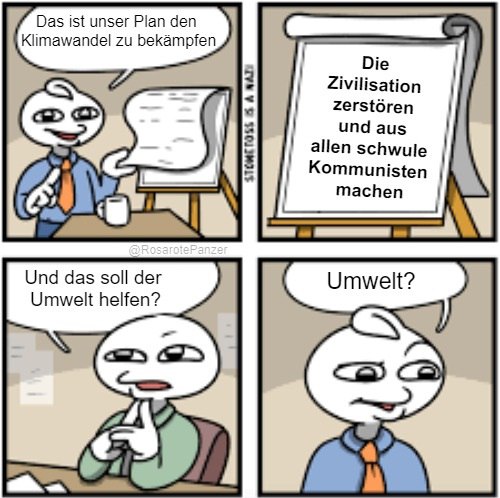 Das ist unser Plan den
Klimawandel zu bekämpfen
STONETOSS IS A NAZI
Die
Zivilisation
zerstören
und aus
allen schwule
Kommunisten
machen
@RosarotePanzer
Und das soll der
Umwelt helfen?
Umwelt?